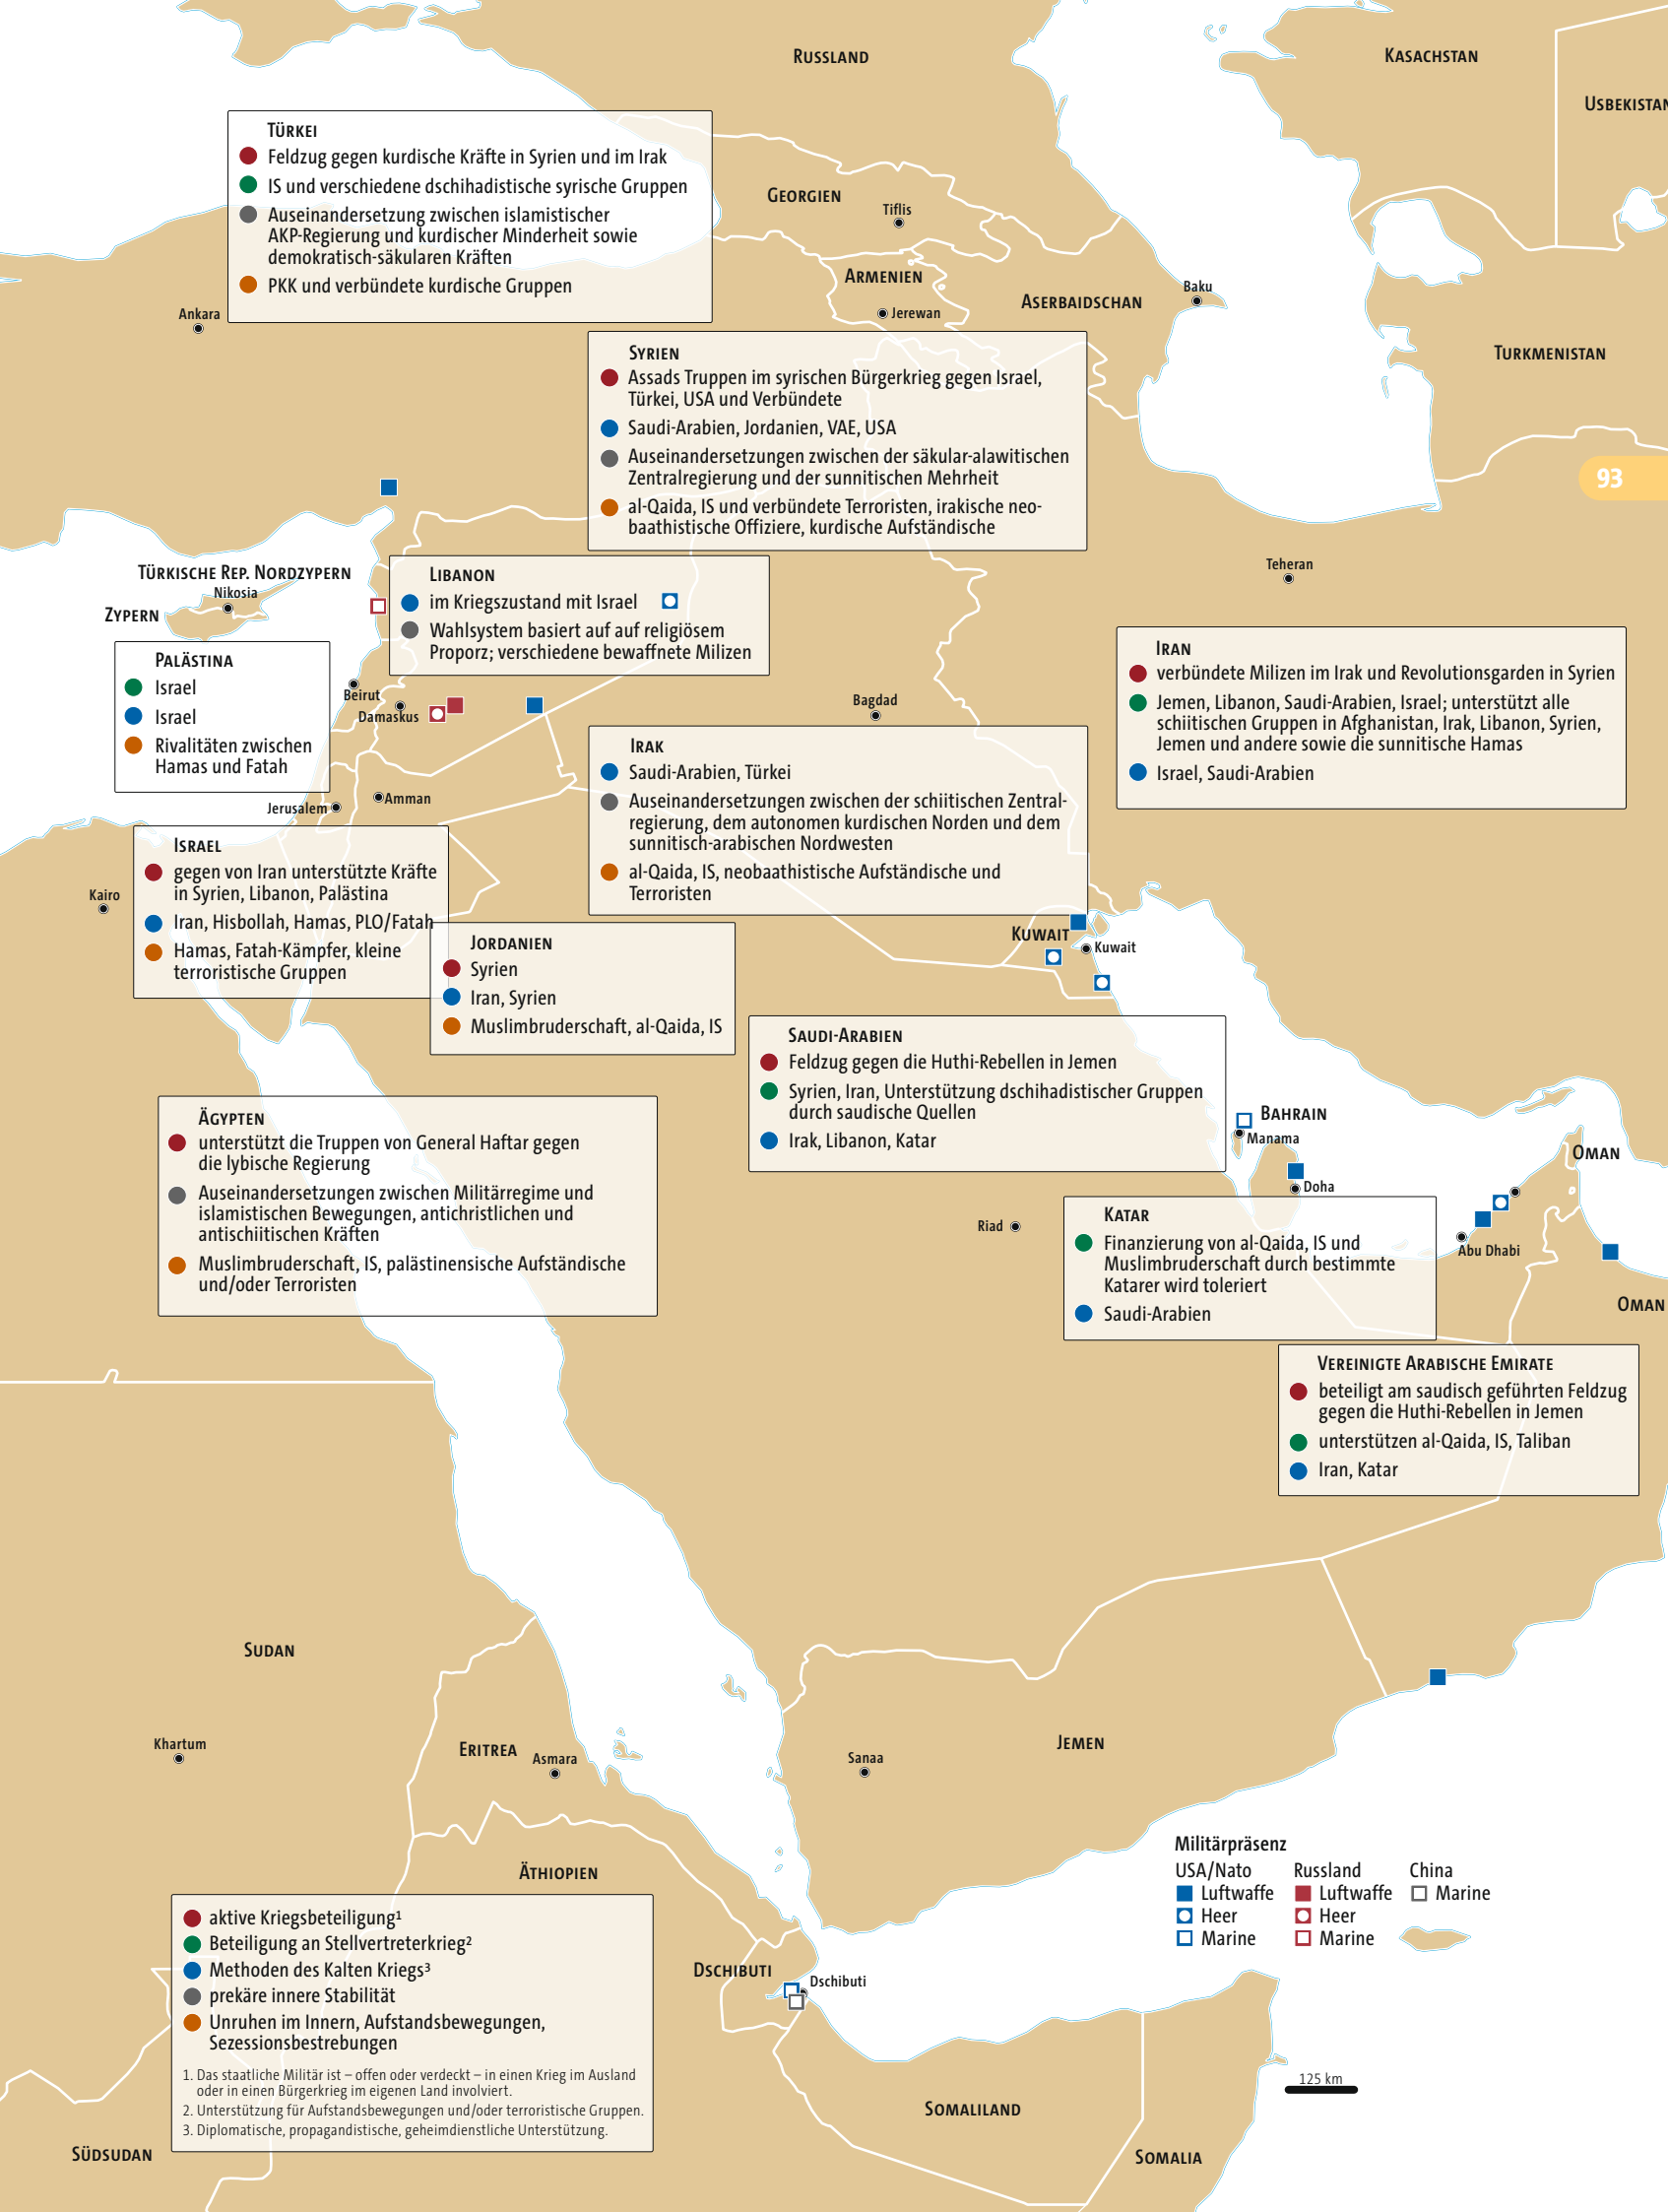 RUSSLAND
KASACHSTAN
USBEKISTAN
TÜRKEI
Feldzug gegen kurdische Kräfte in Syrien und im Irak
IS und verschiedene dschihadistische syrische Gruppen
Auseinandersetzung zwischen islamistischer
AKP-Regierung und kurdischer Minderheit sowie
demokratisch-säkularen Kräften
PKK und verbündete kurdische Gruppen
GEORGIEN
Tiflis
ARMENIEN
Jerewan
ASERBAIDSCHAN
Baku
Ankara
TURKMENISTAN
SYRIEN
Assads Truppen im syrischen Bürgerkrieg gegen Israel,
Türkei, USA und Verbündete
Saudi-Arabien, Jordanien, VAE, USA
Auseinandersetzungen zwischen der säkular-alawitischen
Zentralregierung und der sunnitischen Mehrheit
al-Qaida, IS und verbündete Terroristen, irakische neo-
baathistische Offiziere, kurdische Aufständische
93
Teheran
TÜRKISCHE REP. NORDZYPERN
Nikosia
ZYPERN
LIBANON
im Kriegszustand mit Israel
Wahlsystem basiert auf auf religiösem
Proporz; verschiedene bewaffnete Milizen
PALÄSTINA
Israel
Israel
Rivalitäten zwischen
Hamas und Fatah
Beirut
Damaskus
Bagdad
IRAN
verbündete Milizen im Irak und Revolutionsgarden in Syrien
Jemen, Libanon, Saudi-Arabien, Israel; unterstützt alle
schiitischen Gruppen in Afghanistan, Irak, Libanon, Syrien,
Jemen und andere sowie die sunnitische Hamas
Israel, Saudi-Arabien
IRAK
Saudi-Arabien, Türkei
Auseinandersetzungen zwischen der schiitischen Zentral-
regierung, dem autonomen kurdischen Norden und dem
sunnitisch-arabischen Nordwesten
al-Qaida, IS, neobaathistische Aufständische und
Terroristen
Jerusalem
Amman
ISRAEL
gegen von Iran unterstützte Kräfte
in Syrien, Libanon, Palästina
Iran, Hisbollah, Hamas, PLO/Fatah
Hamas, Fatah-Kämpfer, kleine
terroristische Gruppen
Kairo
JORDANIEN
Syrien
Iran, Syrien
Muslimbruderschaft, al-Qaida, IS
KUWAIT
Kuwait
SAUDI-ARABIEN
Feldzug gegen die Huthi-Rebellen in Jemen
Syrien, Iran, Unterstützung dschihadistischer Gruppen
durch saudische Quellen
Irak, Libanon, Katar
BAHRAIN
Manama
Doha
OMAN
ÄGYPTEN
unterstützt die Truppen von General Haftar gegen
die lybische Regierung
Auseinandersetzungen zwischen Militärregime und
islamistischen Bewegungen, antichristlichen und
antischiitischen Kräften
Muslimbruderschaft, IS, palästinensische Aufständische
und/oder Terroristen
Riad
KATAR
Finanzierung von al-Qaida, IS und
Muslimbruderschaft durch bestimmte
Katarer wird toleriert
Saudi-Arabien
Abu Dhabi
OMAN
VEREINIGTE ARABISCHE EMIRATE
beteiligt am saudisch geführten Feldzug
gegen die Huthi-Rebellen in Jemen
unterstützen al-Qaida, IS, Taliban
Iran, Katar
SUDAN
Khartum
ERITREA
Asmara
Sanaa
JEMEN
ÄTHIOPIEN
Militärpräsenz
USA/Nato Russland China
Luftwaffe Luftwaffe Marine
Heer Heer
Marine Marine
aktive Kriegsbeteiligung¹
Beteiligung an Stellvertreterkrieg²
Methoden des Kalten Kriegs³
prekäre innere Stabilität
Unruhen im Innern, Aufstandsbewegungen,
Sezessionsbestrebungen
1. Das staatliche Militär ist – offen oder verdeckt – in einen Krieg im Ausland
oder in einen Bürgerkrieg im eigenen Land involviert.
2. Unterstützung für Aufstandsbewegungen und/oder terroristische Gruppen.
3. Diplomatische, propagandistische, geheimdienstliche Unterstützung.
DSCHIBUTI
Dschibuti
125 km
SOMALILAND
SOMALIA
SÜDSUDAN